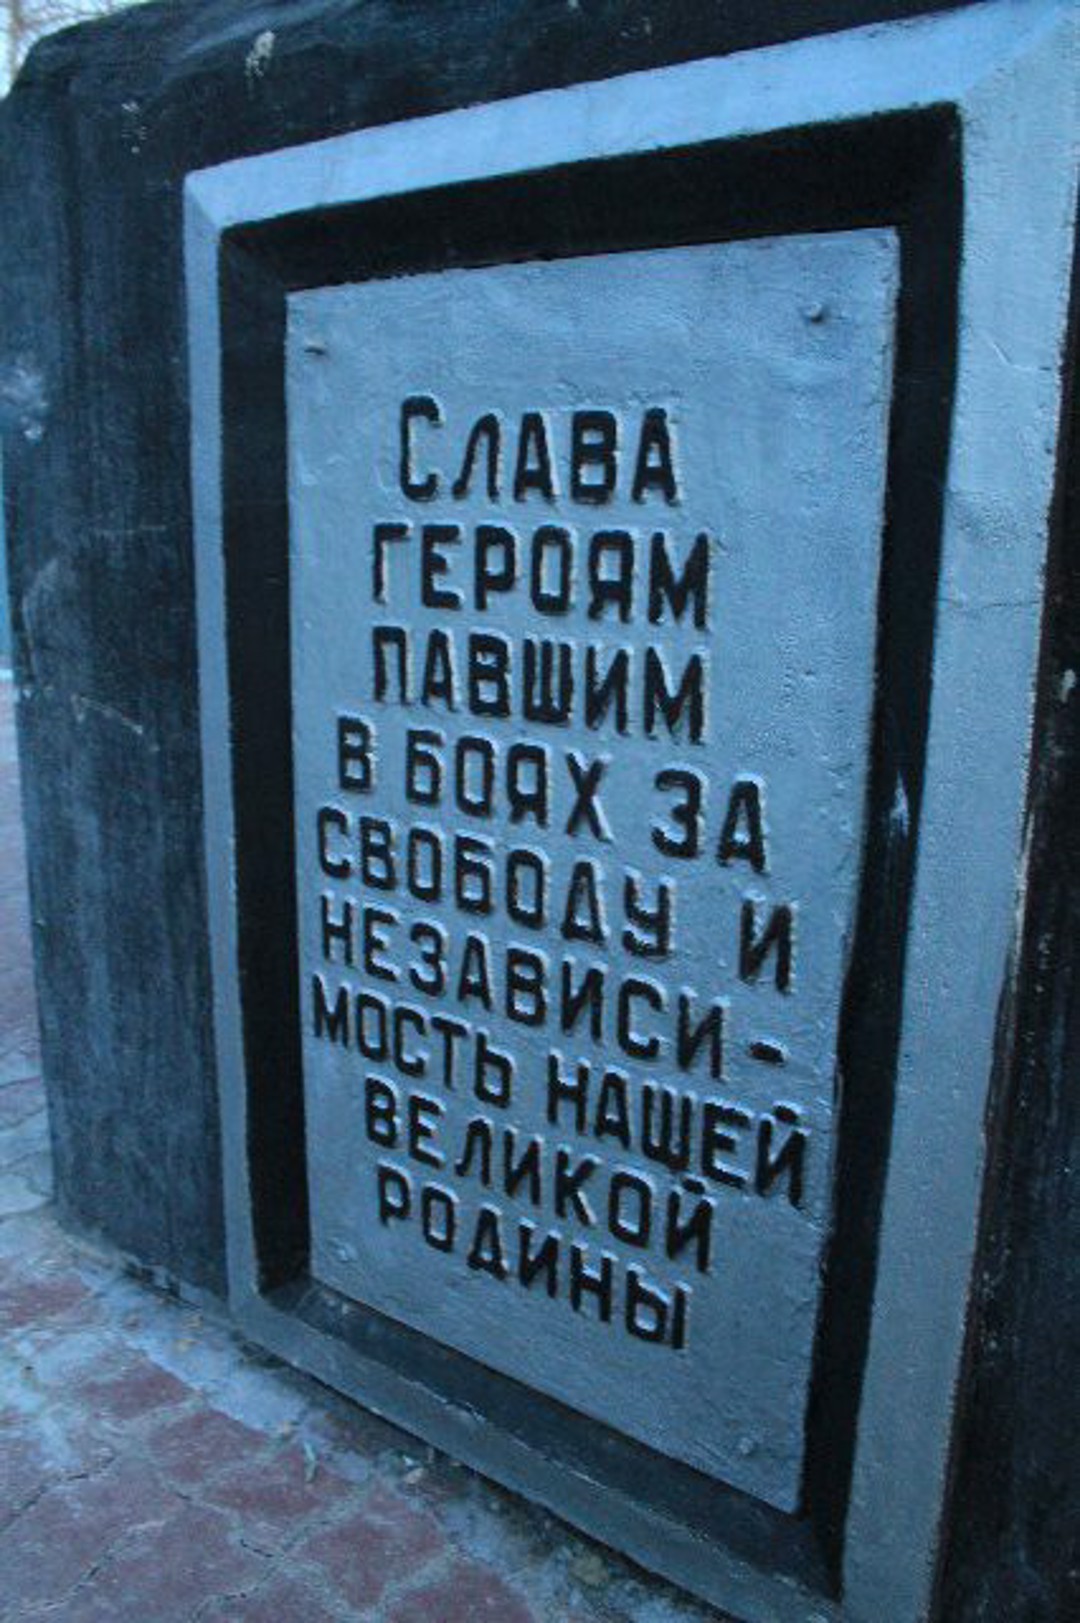 Слава
героям
павшим
в боях за
свободу и
независи-
мость нашей
великой
родины